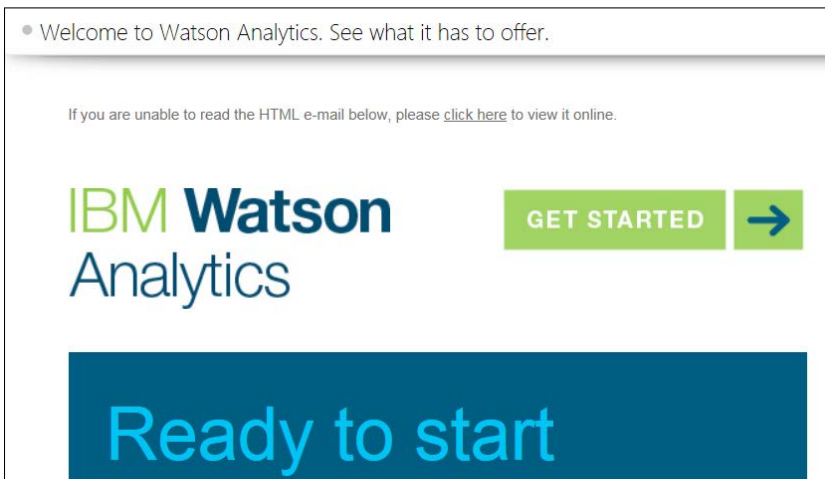 Welcome to Watson Analytics. See what it has to offer.
If you are unable to read the HTML e-mail below, please click here to view it online.
IBM Watson
Analytics
GET STARTED
Ready to start